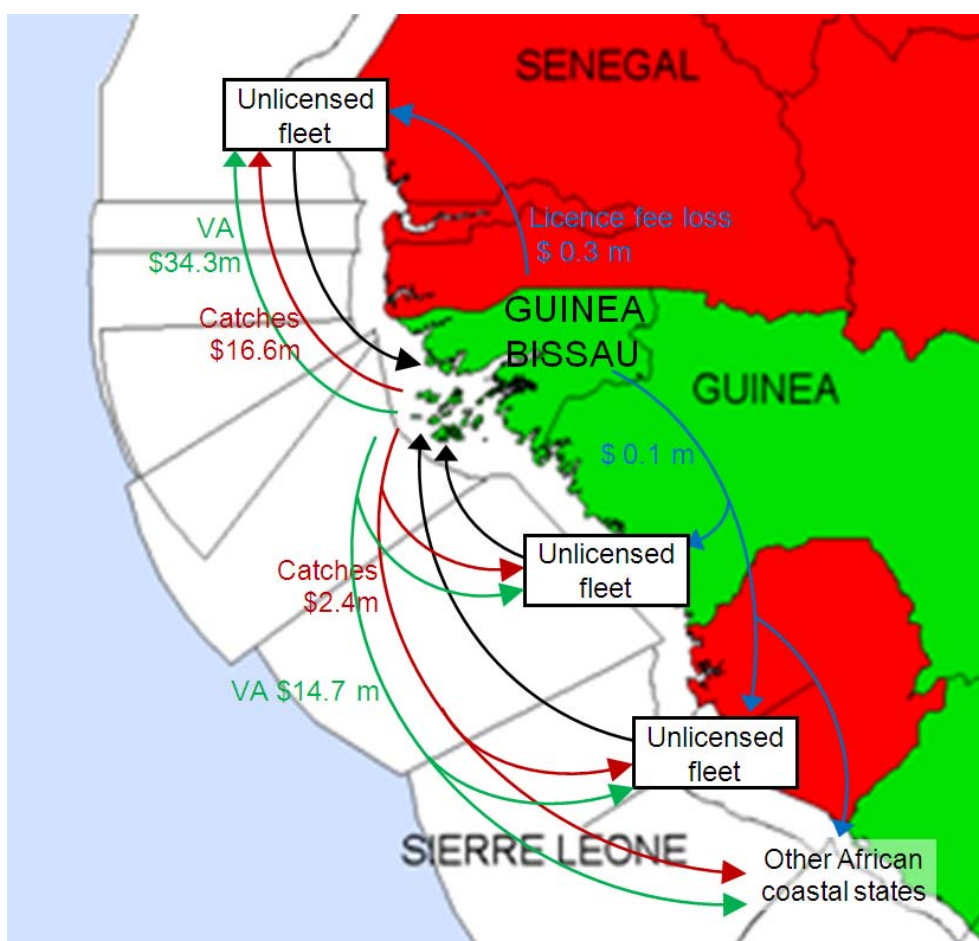 SENEGAL
Unlicensed
fleet
Licence fee loss
$ 0.3 m
VA
$34.3m
Catches
$16.6m
GUINEA
BISSAU
GUINEA
$ 0.1 m
Unlicensed
fleet
Catches
$2.4m
VA $14.7 m
Unlicensed
fleet
SIERRE LEONE
Other African
coastal states